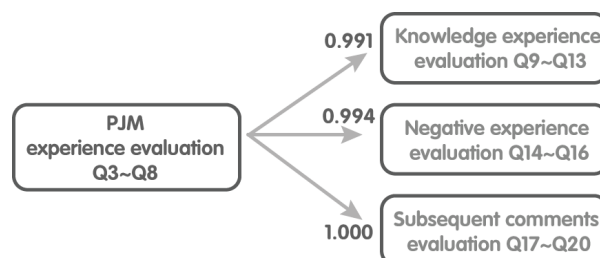 PJM
experience evaluation
Q3~Q8
0.991
Knowledge experience
evaluation Q9~Q13
0.994
Negative experience
evaluation Q14~Q16
1.000
Subsequent comments
evaluation Q17~Q20